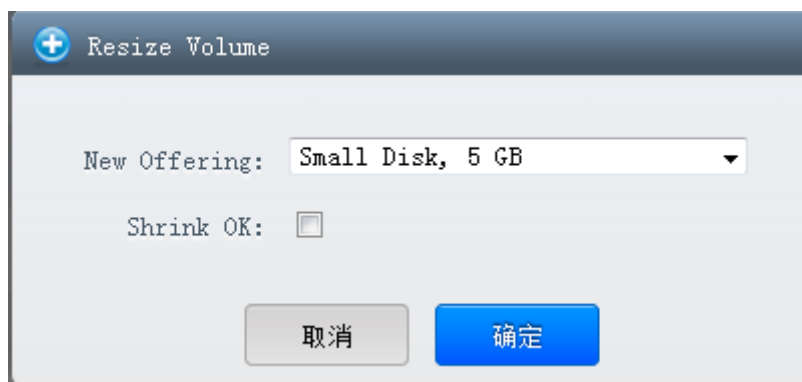 Resize Volume
New Offering: Small Disk, 5 GB
Shrink OK:
取消 确定